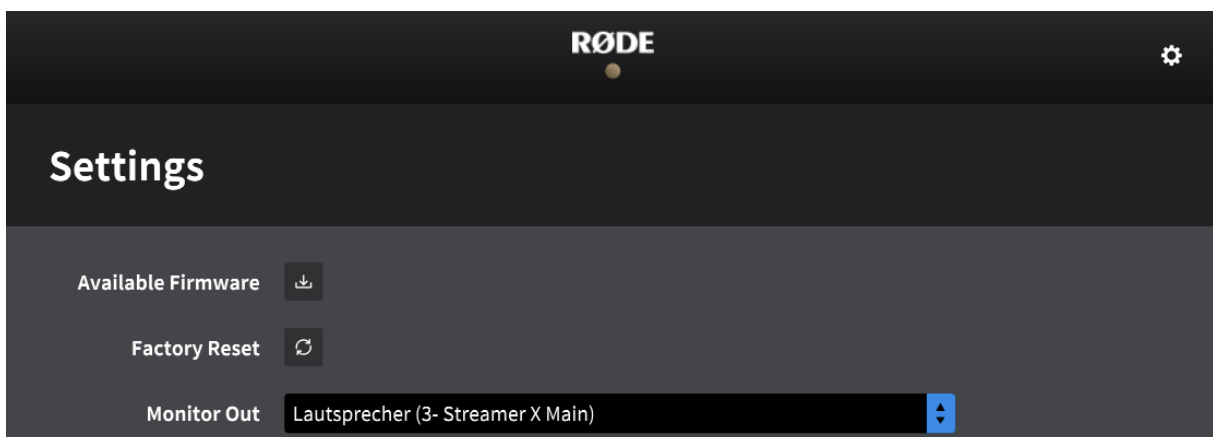 RØDE
Settings
Available Firmware
Factory Reset
Monitor Out Lautsprecher (3- Streamer X Main)